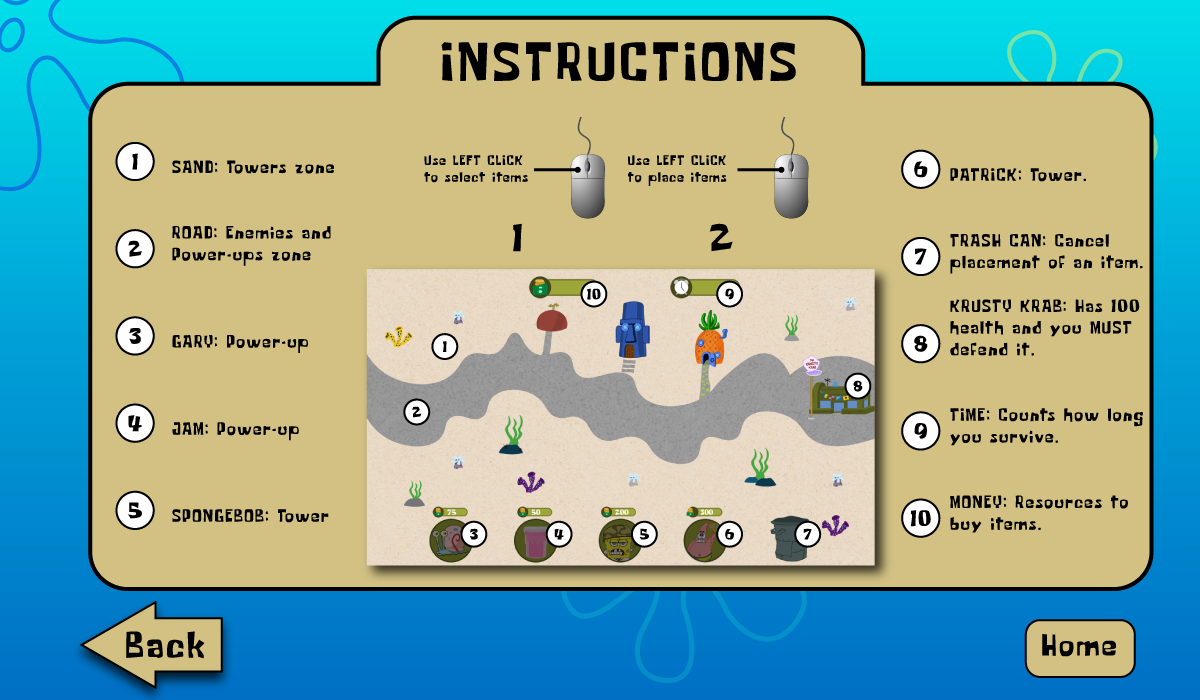 INSTRUCTIONS
1
SAND: Towers zone
2
ROAD: Enemies and
Power-ups zone
3
GARY: Power-up
4
JAM: Power-up
5
SPONGEBOB: Tower
Use LEFT CLICK
to select items
1
Use LEFT CLICK
to place items
2
10
9
1
2
8
75
50
200
300
3
4
5
6
7
6
PATRICK: Tower.
7
TRASH CAN: Cancel
placement of an item.
8
KRUSTY KRAB: Has 100
health and you MUST
defend it.
9
TIME: Counts how long
you survive.
10
MONEY: Resources to
buy items.
Back
Home